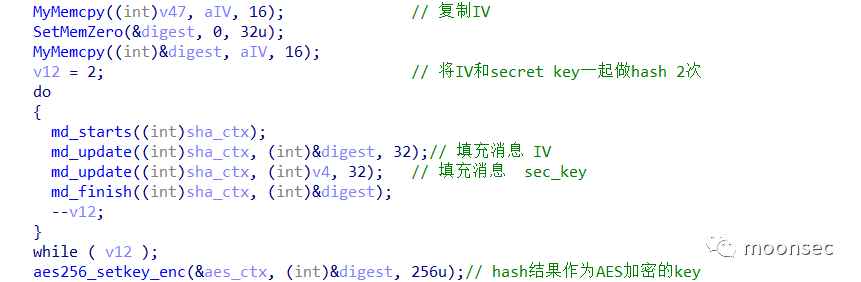 MyMemcpy((int)v47, aIV, 16); // 复制IV
SetMemZero(&digest, 0, 32u);
MyMemcpy((int)&digest, aIV, 16);
v12 = 2; // 将IV和secret key一起做hash 2次
do
{
md_starts((int)sha_ctx);
md_update((int)sha_ctx, (int)&digest, 32);// 填充消息 IV
md_update((int)sha_ctx, (int)v4, 32); // 填充消息 sec_key
md_finish((int)sha_ctx, (int)&digest);
--v12;
}
while ( v12 );
aes256_setkey_enc(&aes_ctx, (int)&digest, 256u);// hash结果作为AES加密的key
moonsec